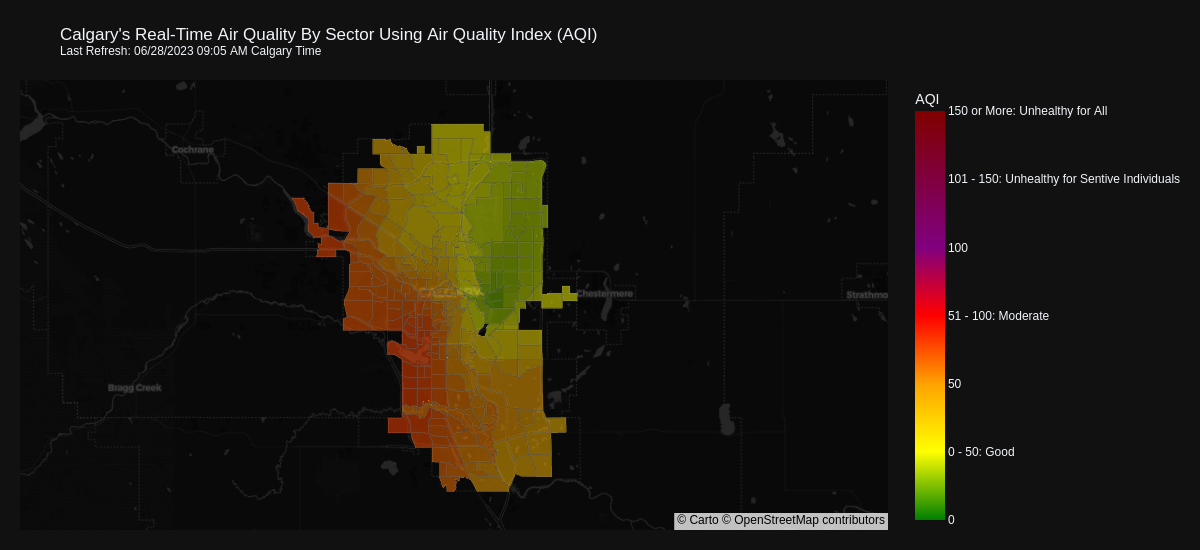 Calgary's Real-Time Air Quality By Sector Using Air Quality Index (AQI)
Last Refresh: 06/28/2023 09:05 AM Calgary Time
AQI
150 or More: Unhealthy for All
101 - 150: Unhealthy for Sentive Individuals
100
51 - 100: Moderate
50
0 - 50: Good
0
Cochrane
CALGARY
Chestermere
Strathmo
Bragg Creek
© Carto © OpenStreetMap contributors